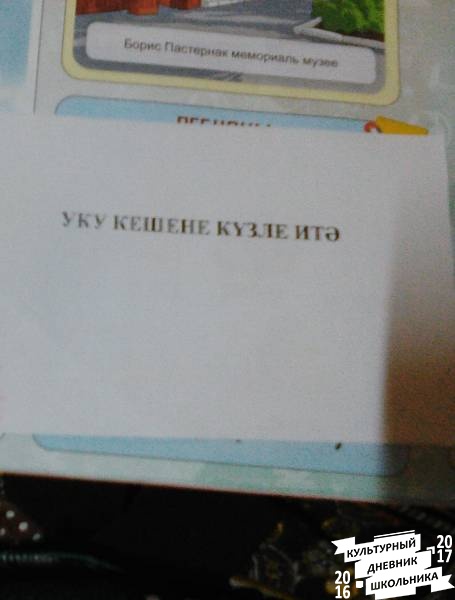 Борис Пастернак мемориаль музее
УКУ КЕШЕНЕ КҮЗЛЕ ИТӘ
КУЛЬТУРНЫЙ
ДНЕВНИК
ШКОЛЬНИКА
2016
2017